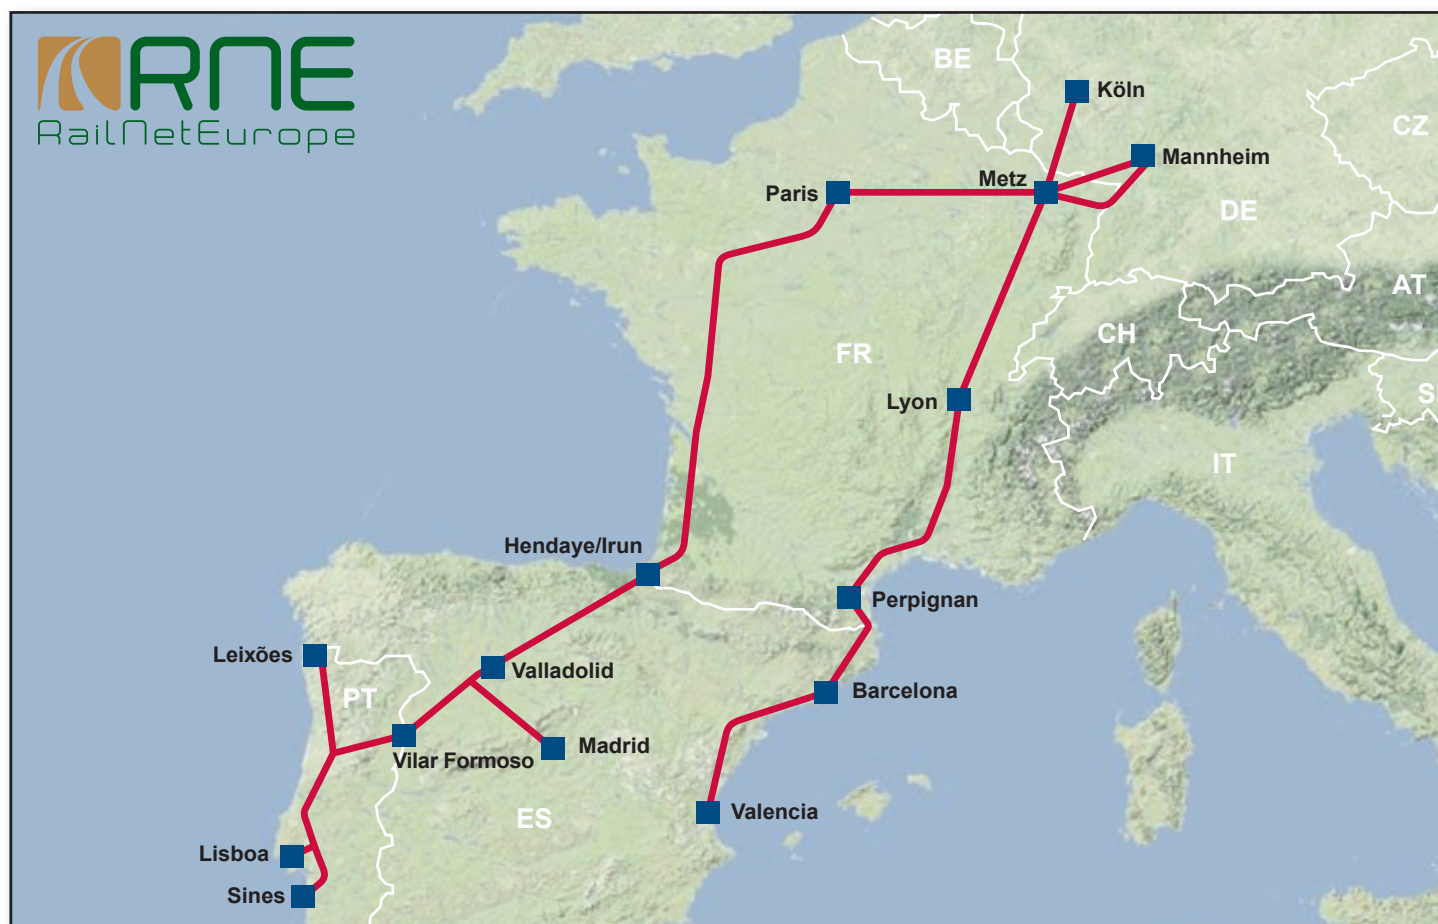 RNE
RailNetEurope
BE
Köln
CZ
Mannheim
Metz
Paris
DE
AT
CH
FR
Lyon
IT
Hendaye/Irun
Perpignan
Leixões
Valladolid
PT
Barcelona
Madrid
Vilar Formoso
Valencia
ES
Lisboa
Sines